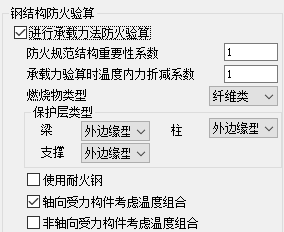 钢结构防火验算
进行承载力法防火验算
防火规范结构重要性系数 1
承载力验算时温度内力折减系数 1
燃烧物类型 纤维类
保护层类型
梁 外边缘型 柱 外边缘型
支撑 外边缘型
使用耐火钢
轴向受力构件考虑温度组合
非轴向受力构件考虑温度组合